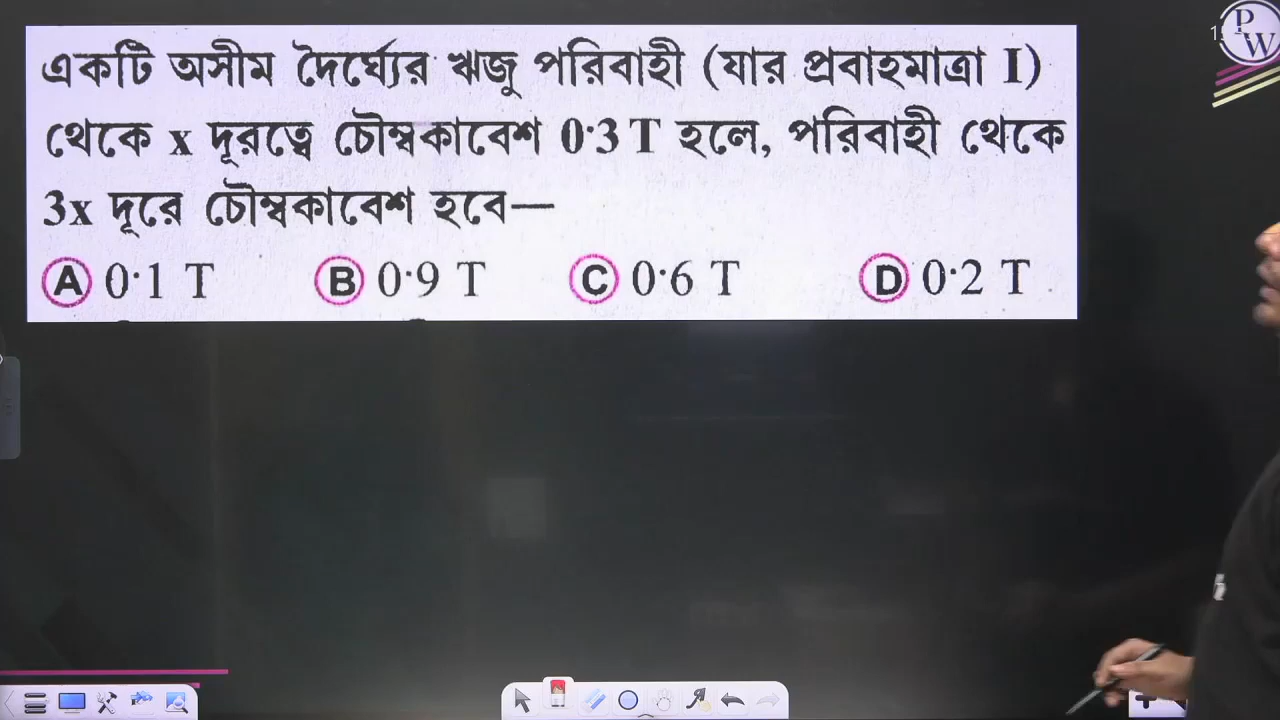 একটি অসীম দৈর্ঘ্যের ঋজু পরিবাহী (যার প্রবাহমাত্রা I)
থেকে x দূরত্বে চৌম্বকাবেশ 0·3 T হলে, পরিবাহী থেকে
3x দূরে চৌম্বকাবেশ হবে—
A 0·1 T B 0·9 T C 0·6 T D 0·2 T
P
W